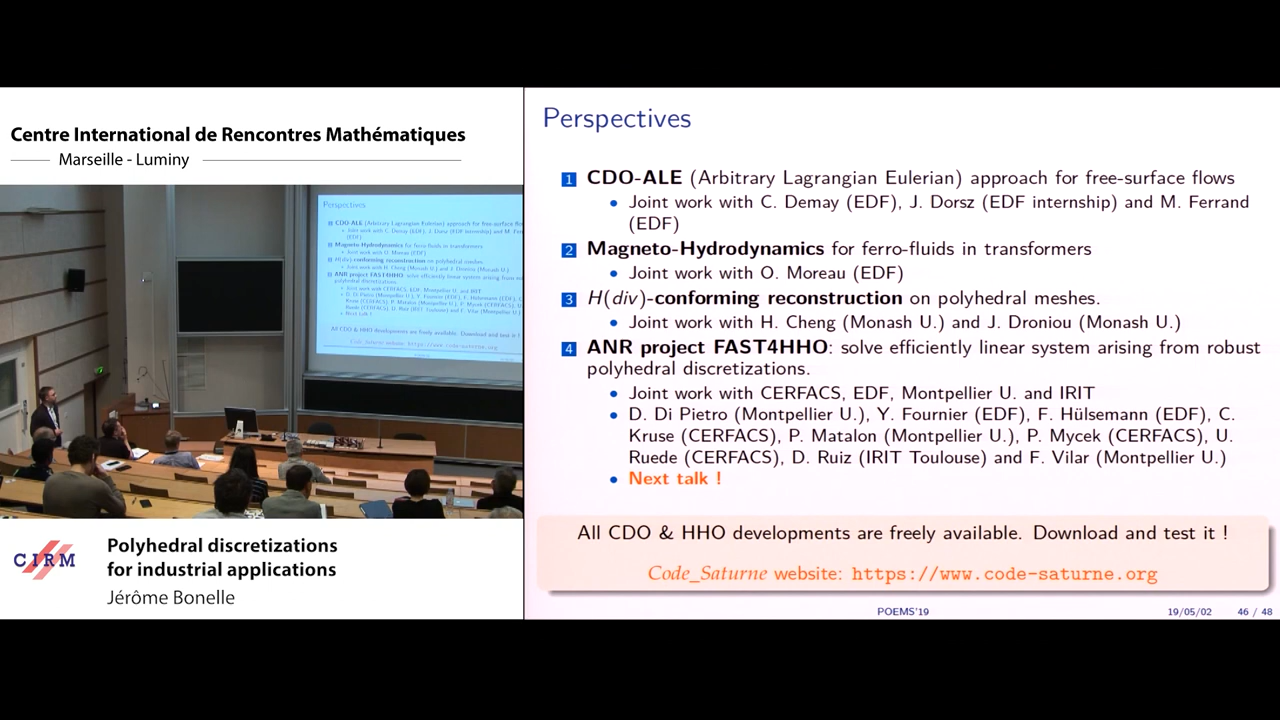 Centre International de Rencontres Mathématiques
Marseille - Luminy
CIRM
Polyhedral discretizations
for industrial applications
Jérôme Bonelle
Perspectives
1 CDO-ALE (Arbitrary Lagrangian Eulerian) approach for free-surface flows
• Joint work with C. Demay (EDF), J. Dorsz (EDF internship) and M. Ferrand
(EDF)
2 Magneto-Hydrodynamics for ferro-fluids in transformers
• Joint work with O. Moreau (EDF)
3 H(div)-conforming reconstruction on polyhedral meshes.
• Joint work with H. Cheng (Monash U.) and J. Droniou (Monash U.)
4 ANR project FAST4HHO: solve efficiently linear system arising from robust
polyhedral discretizations.
• Joint work with CERFACS, EDF, Montpellier U. and IRIT
• D. Di Pietro (Montpellier U.), Y. Fournier (EDF), F. Hülsemann (EDF), C.
Kruse (CERFACS), P. Matalon (Montpellier U.), P. Mycek (CERFACS), U.
Ruede (CERFACS), D. Ruiz (IRIT Toulouse) and F. Vilar (Montpellier U.)
• Next talk !
All CDO & HHO developments are freely available. Download and test it !
Code_Saturne website: https://www.code-saturne.org
POEMS'19
19/05/02
46 / 48